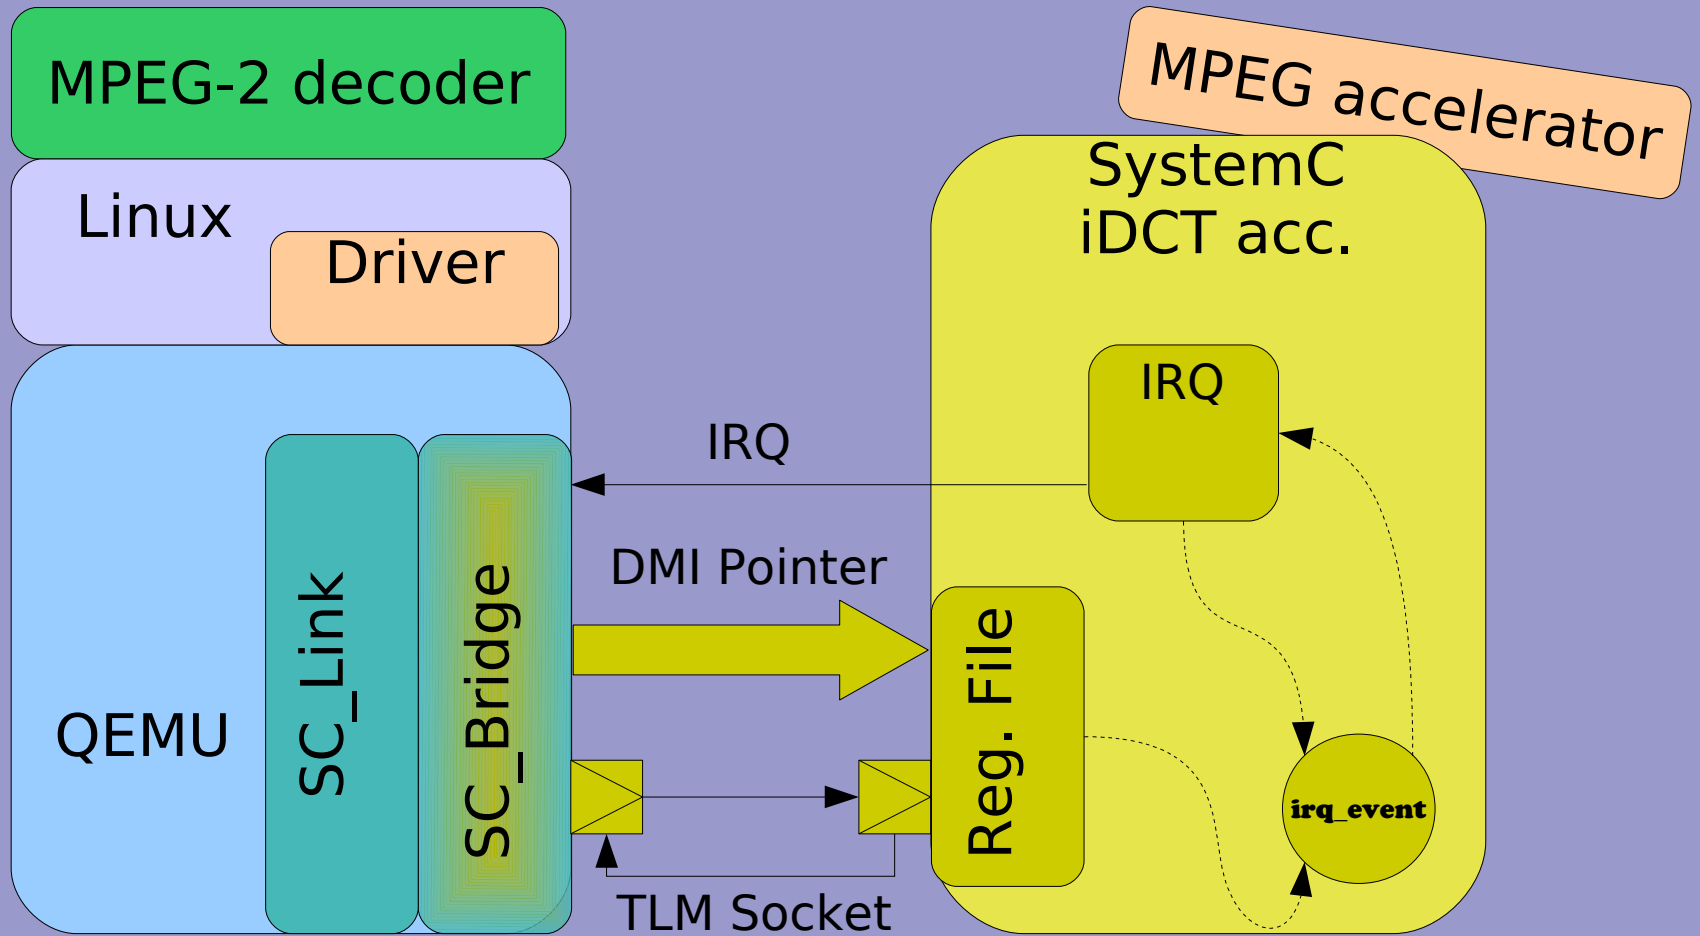 MPEG-2 decoder
MPEG accelerator
SystemC
iDCT acc.
Linux
Driver
IRQ
IRQ
DMI Pointer
QEMU
SC_Link
SC_Bridge
Reg. File
irq_event
TLM Socket